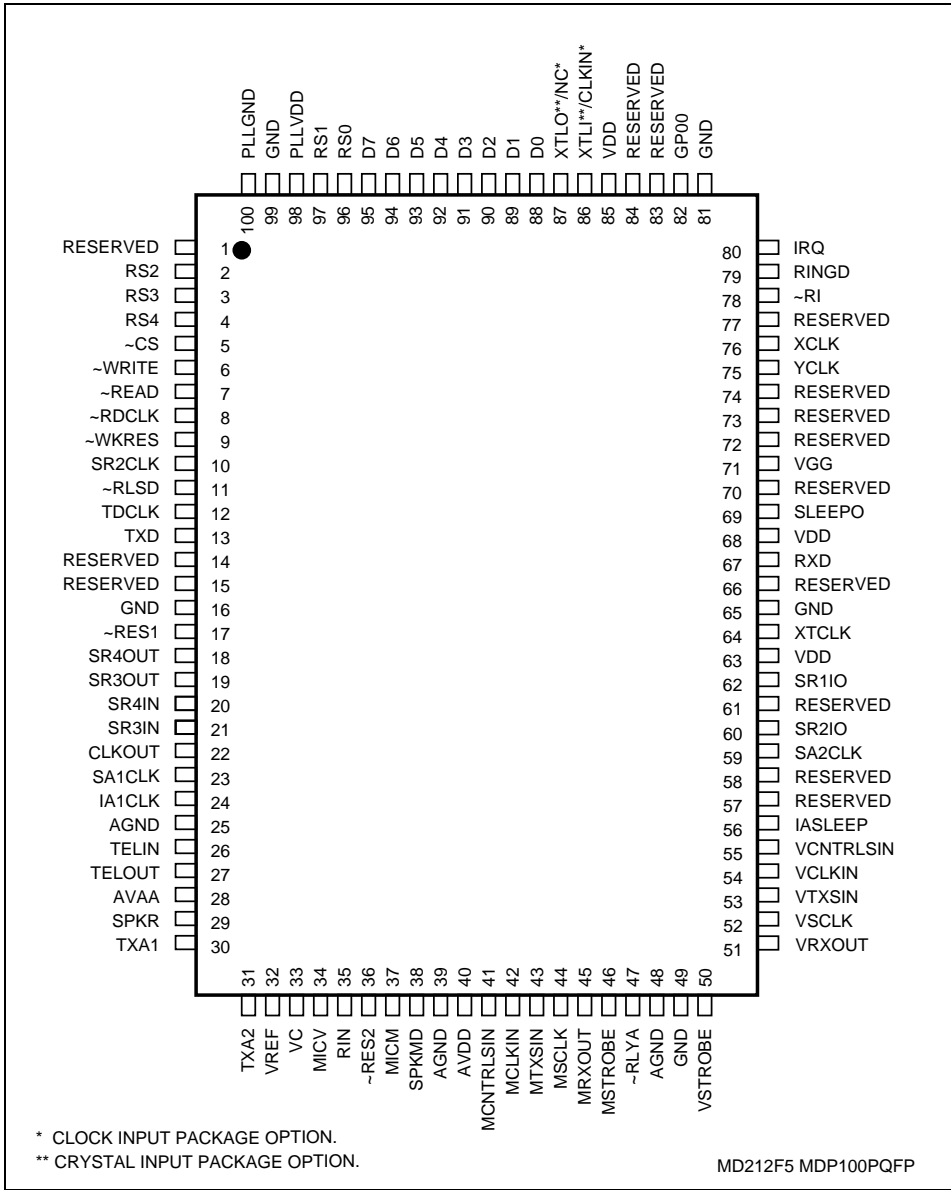 PLLGND
GND
PLLVDD
RS1
RS0
D7
D6
D5
D4
D3
D2
D1
D0
XTLO**/NC*
XTLI**/CLKIN*
VDD
RESERVED
RESERVED
GP00
GND
100
99
98
97
96
95
94
93
92
91
90
89
88
87
86
85
84
83
82
81
RESERVED 1
RS2 2
RS3 3
RS4 4
~CS 5
~WRITE 6
~READ 7
~RDCLK 8
~WKRES 9
SR2CLK 10
~RLSD 11
TDCLK 12
TXD 13
RESERVED 14
RESERVED 15
GND 16
~RES1 17
SR4OUT 18
SR3OUT 19
SR4IN 20
SR3IN 21
CLKOUT 22
SA1CLK 23
IA1CLK 24
AGND 25
TELIN 26
TELOUT 27
AVAA 28
SPKR 29
TXA1 30
80 IRQ
79 RINGD
78 ~RI
77 RESERVED
76 XCLK
75 YCLK
74 RESERVED
73 RESERVED
72 RESERVED
71 VGG
70 RESERVED
69 SLEEPO
68 VDD
67 RXD
66 RESERVED
65 GND
64 XTCLK
63 VDD
62 SR1IO
61 RESERVED
60 SR2IO
59 SA2CLK
58 RESERVED
57 RESERVED
56 IASLEEP
55 VCNTRLSIN
54 VCLKIN
53 VTXSIN
52 VSCLK
51 VRXOUT
31
32
33
34
35
36
37
38
39
40
41
42
43
44
45
46
47
48
49
50
TXA2
VREF
VC
MICV
RIN
~RES2
MICM
SPKMD
AGND
AVDD
MCNTRLSIN
MCLKIN
MTXSIN
MSCLK
MRXOUT
MSTROBE
~RLYA
AGND
GND
VSTROBE
* CLOCK INPUT PACKAGE OPTION.
** CRYSTAL INPUT PACKAGE OPTION.
MD212F5 MDP100PQFP